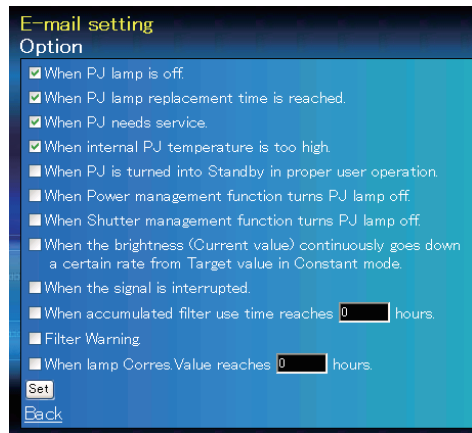 E-mail setting
Option
When PJ lamp is off.
When PJ lamp replacement time is reached.
When PJ needs service.
When internal PJ temperature is too high.
When PJ is turned into Standby in proper user operation.
When Power management function turns PJ lamp off.
When Shutter management function turns PJ lamp off.
When the brightness (Current value) continuously goes down
a certain rate from Target value in Constant mode.
When the signal is interrupted.
When accumulated filter use time reaches 0 hours.
Filter Warning.
When lamp Corres.Value reaches 0 hours.
Set
Back